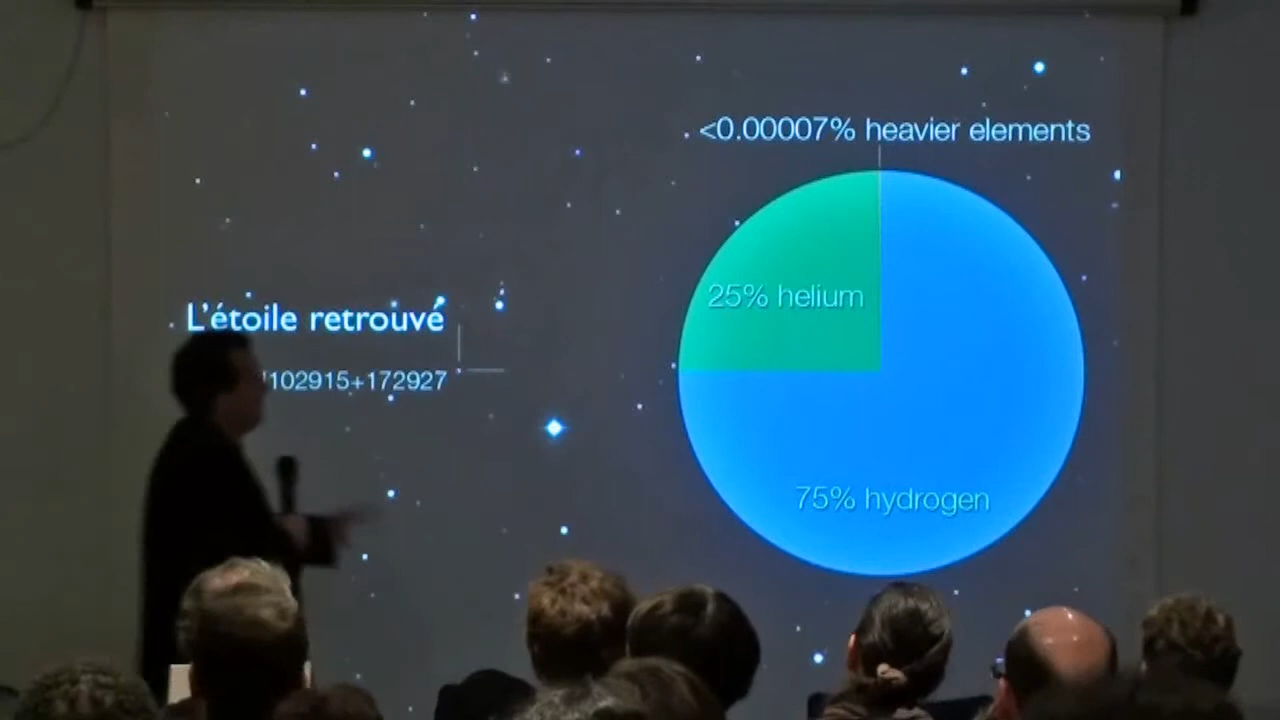 L'étoile retrouvé
102915+172927
<0.00007% heavier elements
25% helium
75% hydrogen